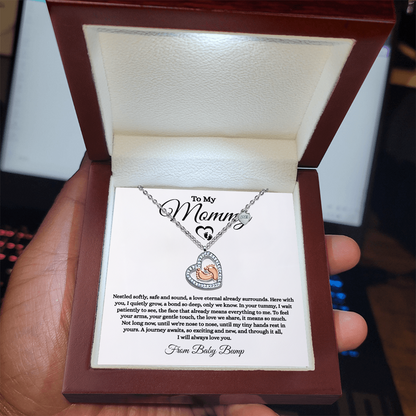 To My
Mommy
Nestled softly, safe and sound, a love eternal already surrounds. Here with
you, I quietly grow, a bond so deep, only we know. In your tummy, I wait
patiently to see, the face that already means everything to me. To feel
your arms, your gentle touch, the love we share, it means so much.
Not long now, until we're nose to nose, until my tiny hands rest in
yours. A journey awaits, so exciting and new, and through it all,
I will always love you.
From Baby Bump